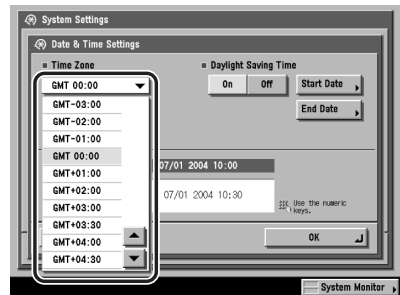 System Settings
Date & Time Settings
Time Zone
Daylight Saving Time
GMT 00:00
On
Off
Start Date
End Date
GMT-03:00
GMT-02:00
GMT-01:00
GMT 00:00
GMT+01:00
GMT+02:00
GMT+03:00
GMT+03:30
GMT+04:00
GMT+04:30
07/01 2004 10:00
07/01 2004 10:30
Use the numeric
keys.
OK
System Monitor